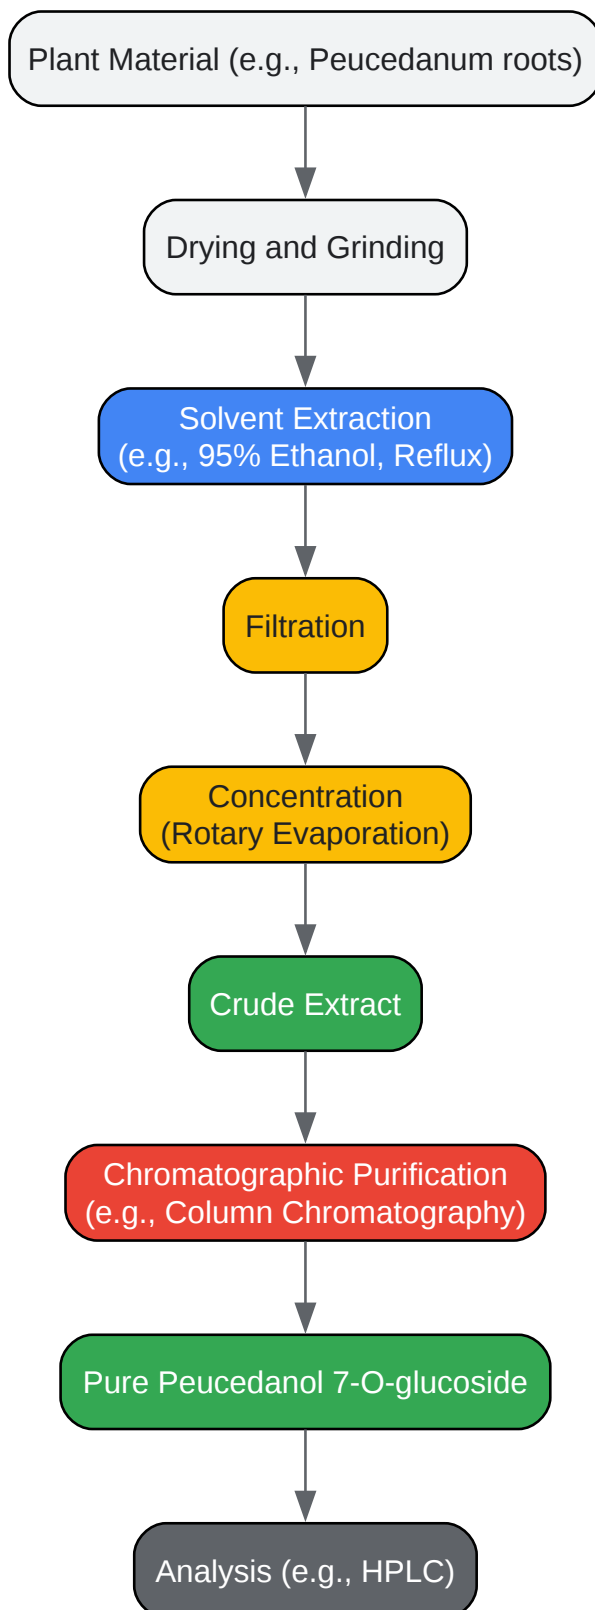 Plant Material (e.g., Peucedanum roots)
Drying and Grinding
Solvent Extraction
(e.g., 95% Ethanol, Reflux)
Filtration
Concentration
(Rotary Evaporation)
Crude Extract
Chromatographic Purification
(e.g., Column Chromatography)
Pure Peucedanol 7-O-glucoside
Analysis (e.g., HPLC)